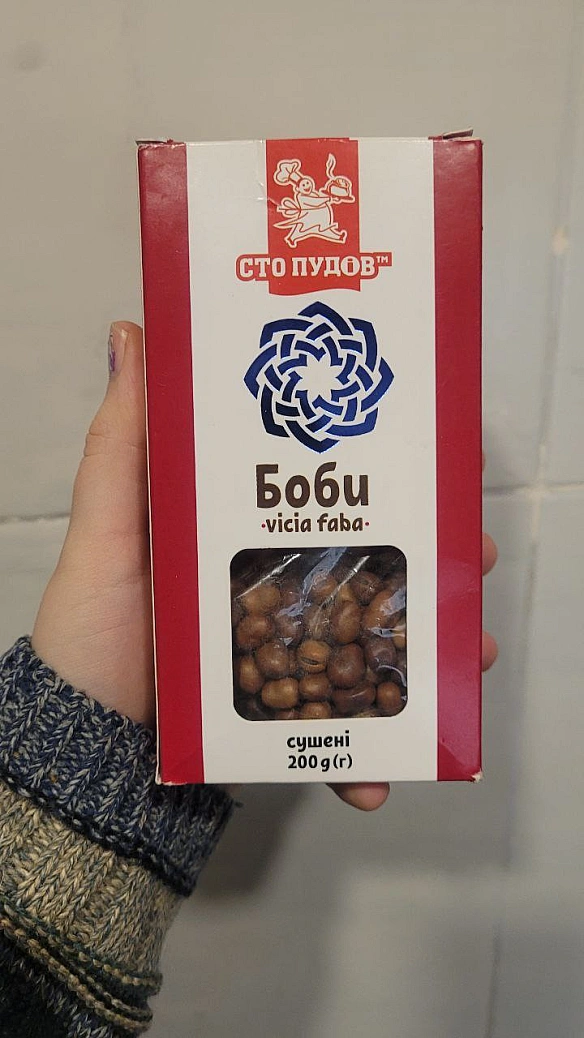 СТО ПУДОВ™
Боби
·vicia faba·
сушені
200 g (г)